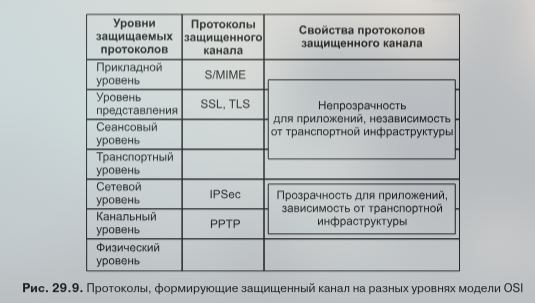 Уровни
защищаемых
протоколов
Протоколы
защищенного
канала
Свойства протоколов
защищенного канала
Прикладной
уровень
S/MIME
Уровень
представления
SSL, TLS
Непрозрачность
для приложений, независимость
от транспортной инфраструктуры
Сеансовый
уровень
Транспортный
уровень
Сетевой
уровень
IPSec
Прозрачность для приложений,
зависимость от транспортной
инфраструктуры
Канальный
уровень
PPTP
Физический
уровень
Рис. 29.9. Протоколы, формирующие защищенный канал на разных уровнях модели OSI